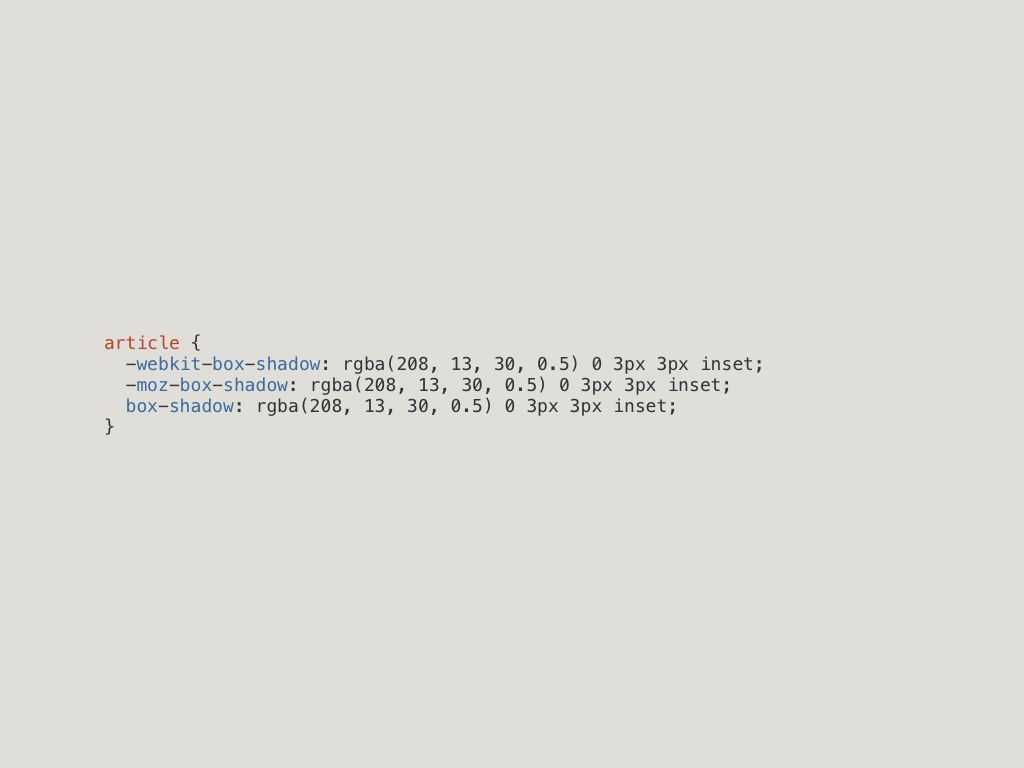 article {
  -webkit-box-shadow: rgba(208, 13, 30, 0.5) 0 3px 3px inset;
  -moz-box-shadow: rgba(208, 13, 30, 0.5) 0 3px 3px inset;
  box-shadow: rgba(208, 13, 30, 0.5) 0 3px 3px inset;
}